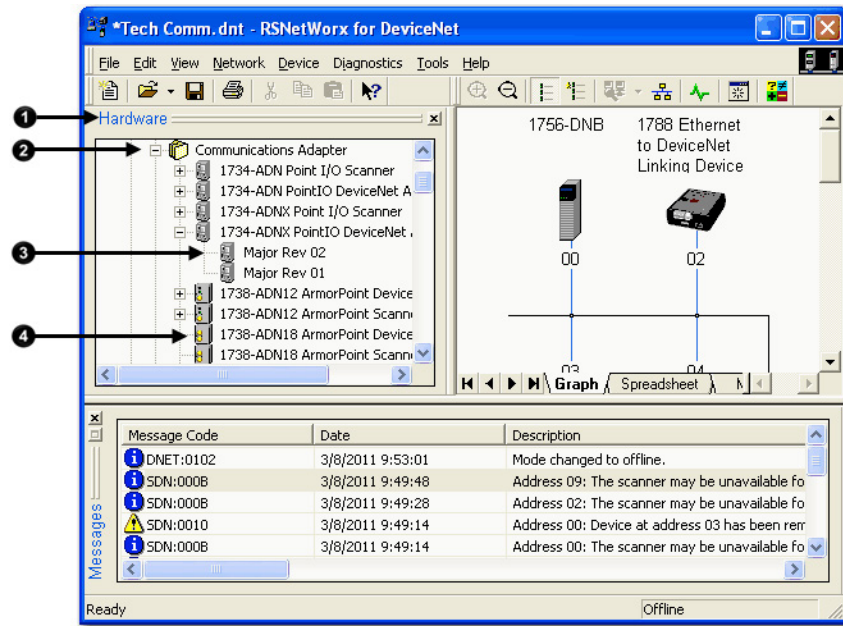 *Tech Comm.dnt - RSNetWorx for DeviceNet
File Edit View Network Device Diagnostics Tools Help
1
Hardware
2
Communications Adapter
1734-ADN Point I/O Scanner
1734-ADN PointIO DeviceNet A
1734-ADNX Point I/O Scanner
1734-ADNX PointIO DeviceNet
3
Major Rev 02
Major Rev 01
1738-ADN12 ArmorPoint Device
1738-ADN12 ArmorPoint Scann
4
1738-ADN18 ArmorPoint Device
1738-ADN18 ArmorPoint Scann
1756-DNB
1788 Ethernet
to DeviceNet
Linking Device
00
02
03
04
Graph Spreadsheet
Messages
Message Code Date Description
DNET:0102 3/8/2011 9:53:01 Mode changed to offline.
SDN:000B 3/8/2011 9:49:48 Address 09: The scanner may be unavailable fo
SDN:000B 3/8/2011 9:49:28 Address 02: The scanner may be unavailable fo
SDN:0010 3/8/2011 9:49:14 Address 00: Device at address 03 has been rem
SDN:000B 3/8/2011 9:49:14 Address 00: The scanner may be unavailable fo
Ready
Offline